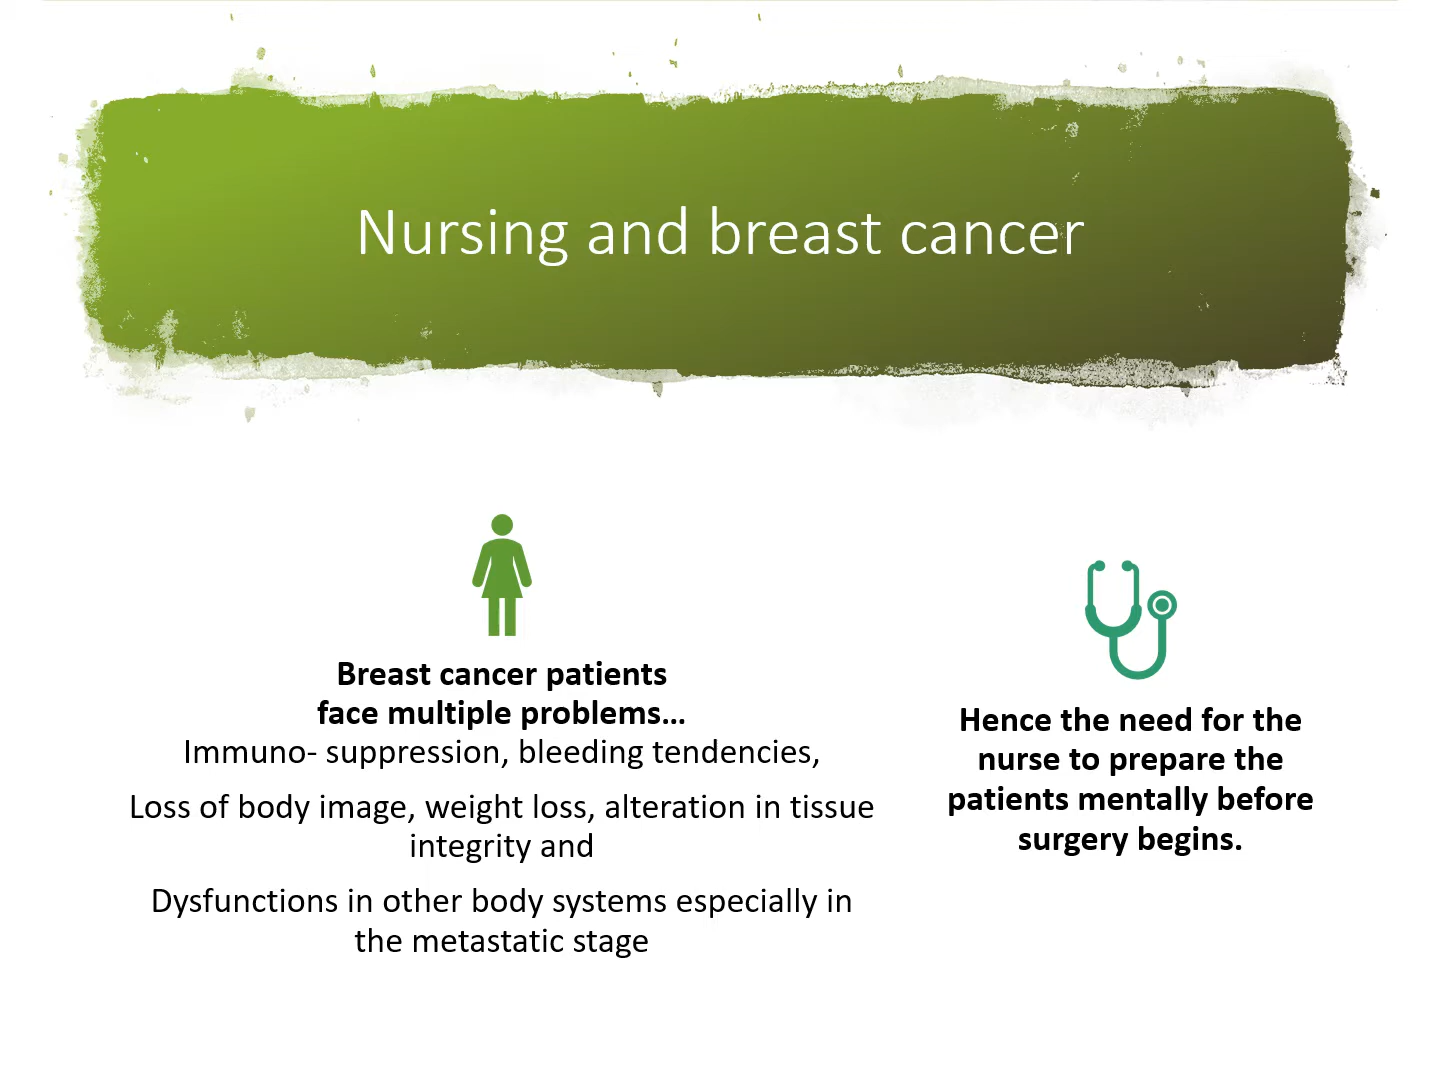 Nursing and breast cancer
Breast cancer patients
face multiple problems...
Immuno- suppression, bleeding tendencies,
Loss of body image, weight loss, alteration in tissue
integrity and
Dysfunctions in other body systems especially in
the metastatic stage
Hence the need for the
nurse to prepare the
patients mentally before
surgery begins.